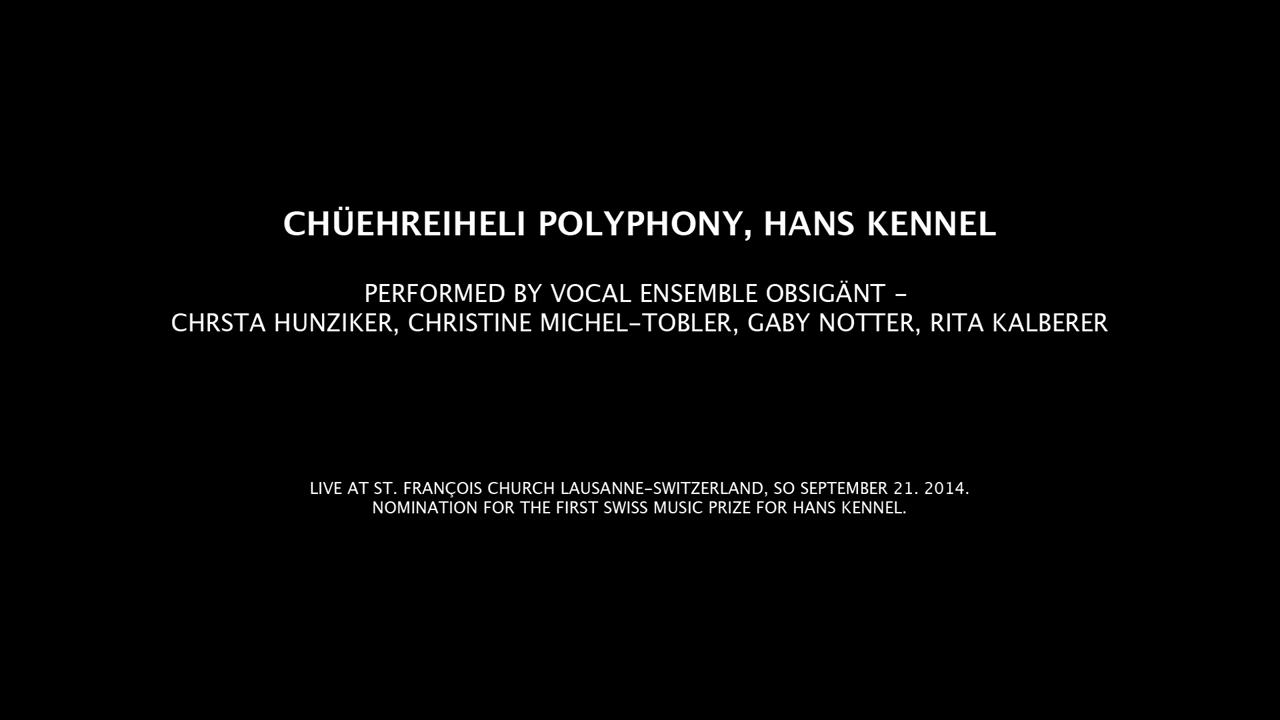 CHÜEHREIHELI POLYPHONY, HANS KENNEL
PERFORMED BY VOCAL ENSEMBLE OBSIGÄNT –
CHRSTA HUNZIKER, CHRISTINE MICHEL–TOBLER, GABY NOTTER, RITA KALBERER
LIVE AT ST. FRANÇOIS CHURCH LAUSANNE–SWITZERLAND, SO SEPTEMBER 21. 2014.
NOMINATION FOR THE FIRST SWISS MUSIC PRIZE FOR HANS KENNEL.